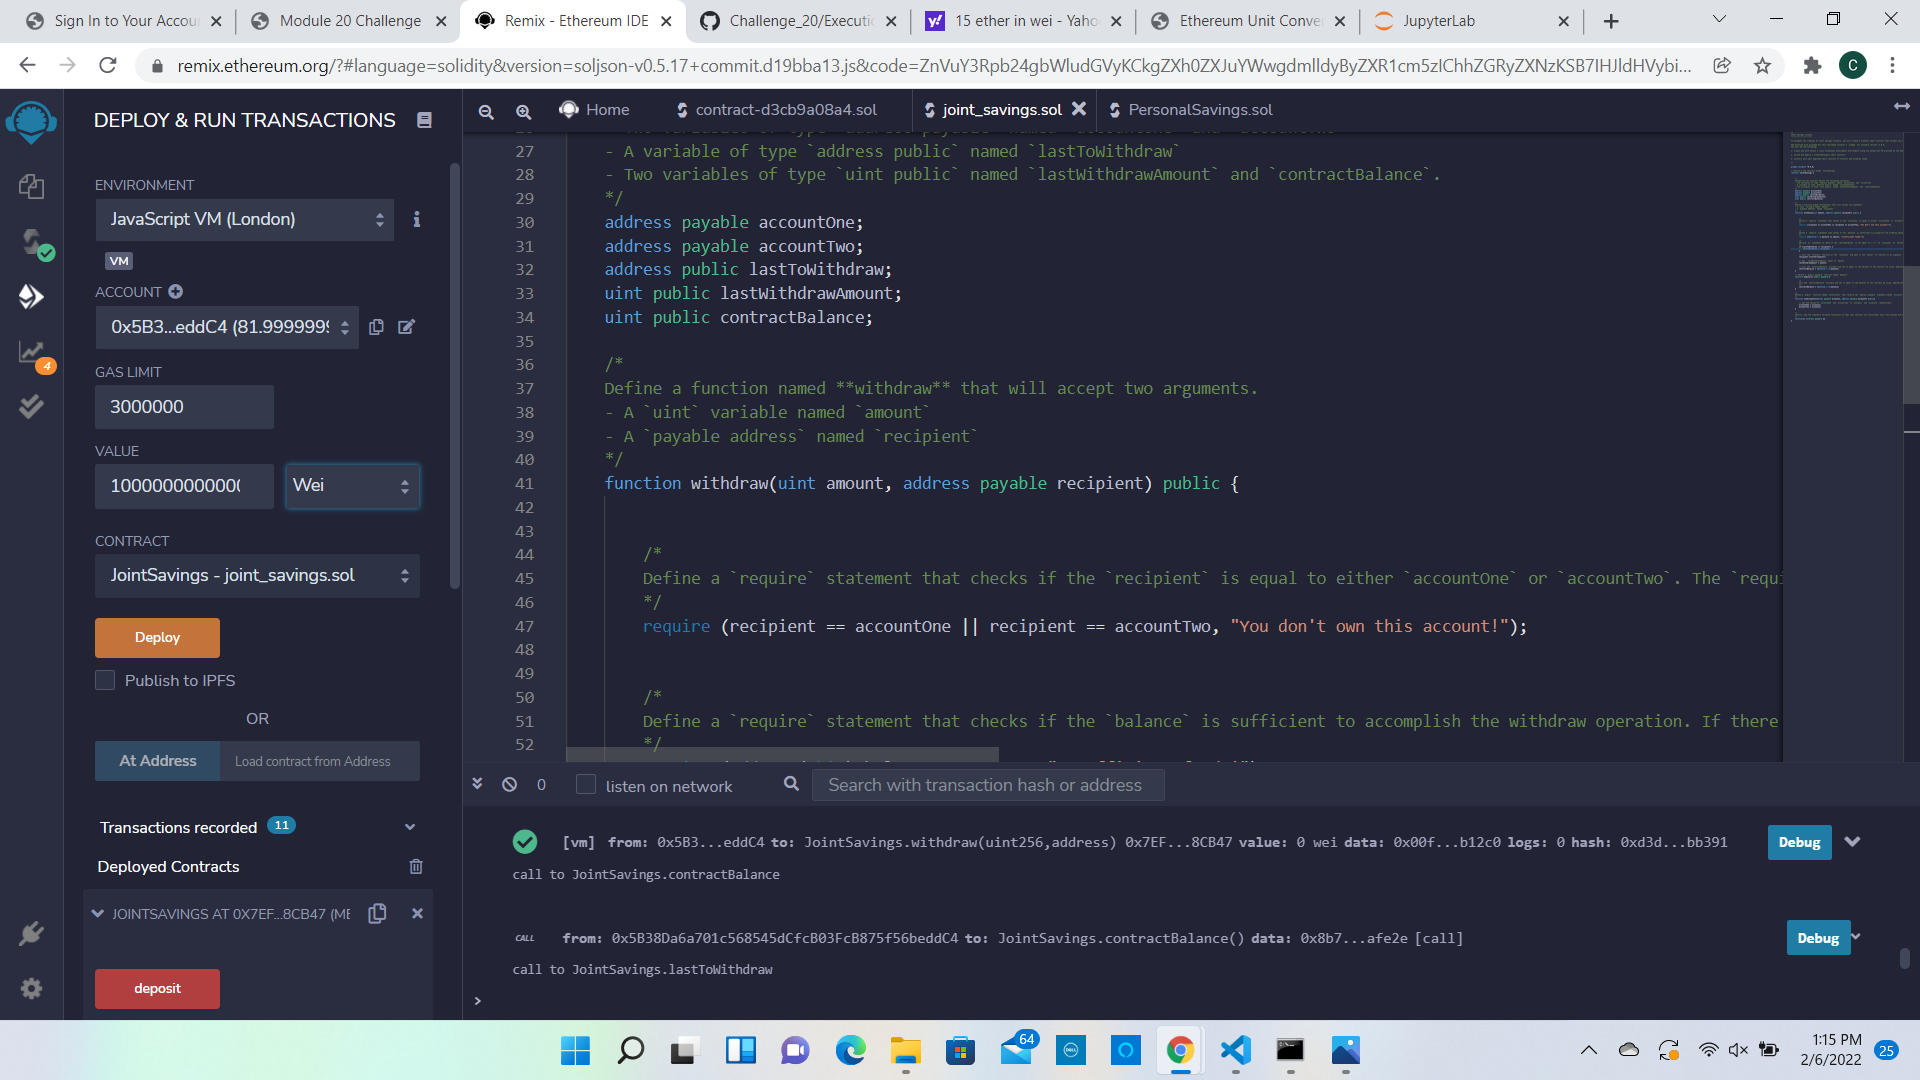 Sign In to Your Accou
Module 20 Challenge
Remix - Ethereum IDE
Challenge_20/Executi
15 ether in wei - Yaho
Ethereum Unit Conve
JupyterLab
remix.ethereum.org/?#language=solidity&version=soljson-v0.5.17+commit.d19bba13.js&code=ZnVuY3Rpb24gbWludGVyKCkgZXh0ZXJuYWwgdmlldyByZXR1cm5zIChhZGRyZXNzKSB7IHJldHVybi...
C
DEPLOY & RUN TRANSACTIONS
ENVIRONMENT
JavaScript VM (London)
VM
ACCOUNT
0x5B3...eddC4 (81.9999999
GAS LIMIT
3000000
VALUE
1000000000000
Wei
CONTRACT
JointSavings - joint_savings.sol
Deploy
Publish to IPFS
OR
At Address
Load contract from Address
Transactions recorded 11
Deployed Contracts
JOINTSAVINGS AT 0X7EF...8CB47 (ME
deposit
4
Home
contract-d3cb9a08a4.sol
joint_savings.sol
PersonalSavings.sol
27 - A variable of type `address public` named `lastToWithdraw`
28 - Two variables of type `uint public` named `lastWithdrawAmount` and `contractBalance`.
29 */
30 address payable accountOne;
31 address payable accountTwo;
32 address public lastToWithdraw;
33 uint public lastWithdrawAmount;
34 uint public contractBalance;
35
36 /*
37 Define a function named **withdraw** that will accept two arguments.
38 - A `uint` variable named `amount`
39 - A `payable address` named `recipient`
40 */
41 function withdraw(uint amount, address payable recipient) public {
42
43
44 /*
45 Define a `require` statement that checks if the `recipient` is equal to either `accountOne` or `accountTwo`. The `requi
46 */
47 require (recipient == accountOne || recipient == accountTwo, "You don't own this account!");
48
49
50 /*
51 Define a `require` statement that checks if the `balance` is sufficient to accomplish the withdraw operation. If there
52 */
0
listen on network
Search with transaction hash or address
[vm] from: 0x5B3...eddC4 to: JointSavings.withdraw(uint256,address) 0x7EF...8CB47 value: 0 wei data: 0x00f...b12c0 logs: 0 hash: 0xd3d...bb391
Debug
call to JointSavings.contractBalance
CALL from: 0x5B38Da6a701c568545dCfcB03FcB875f56beddC4 to: JointSavings.contractBalance() data: 0x8b7...afe2e [call]
Debug
call to JointSavings.lastToWithdraw
>
64
DELL
1:15 PM
2/6/2022
25